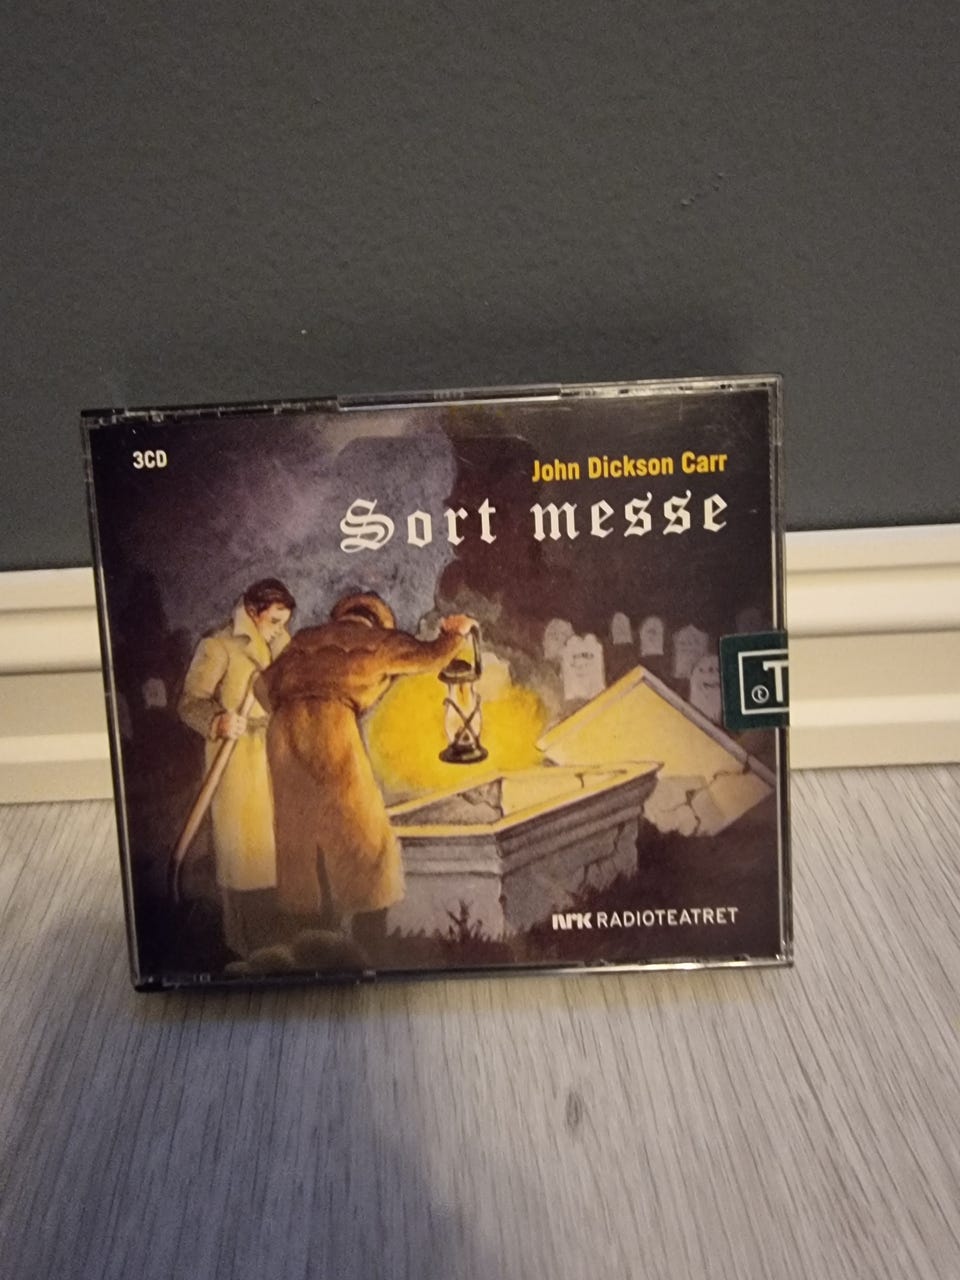 3CD
John Dickson Carr
Sort messe
T
t
nrk RADIOTEATRET